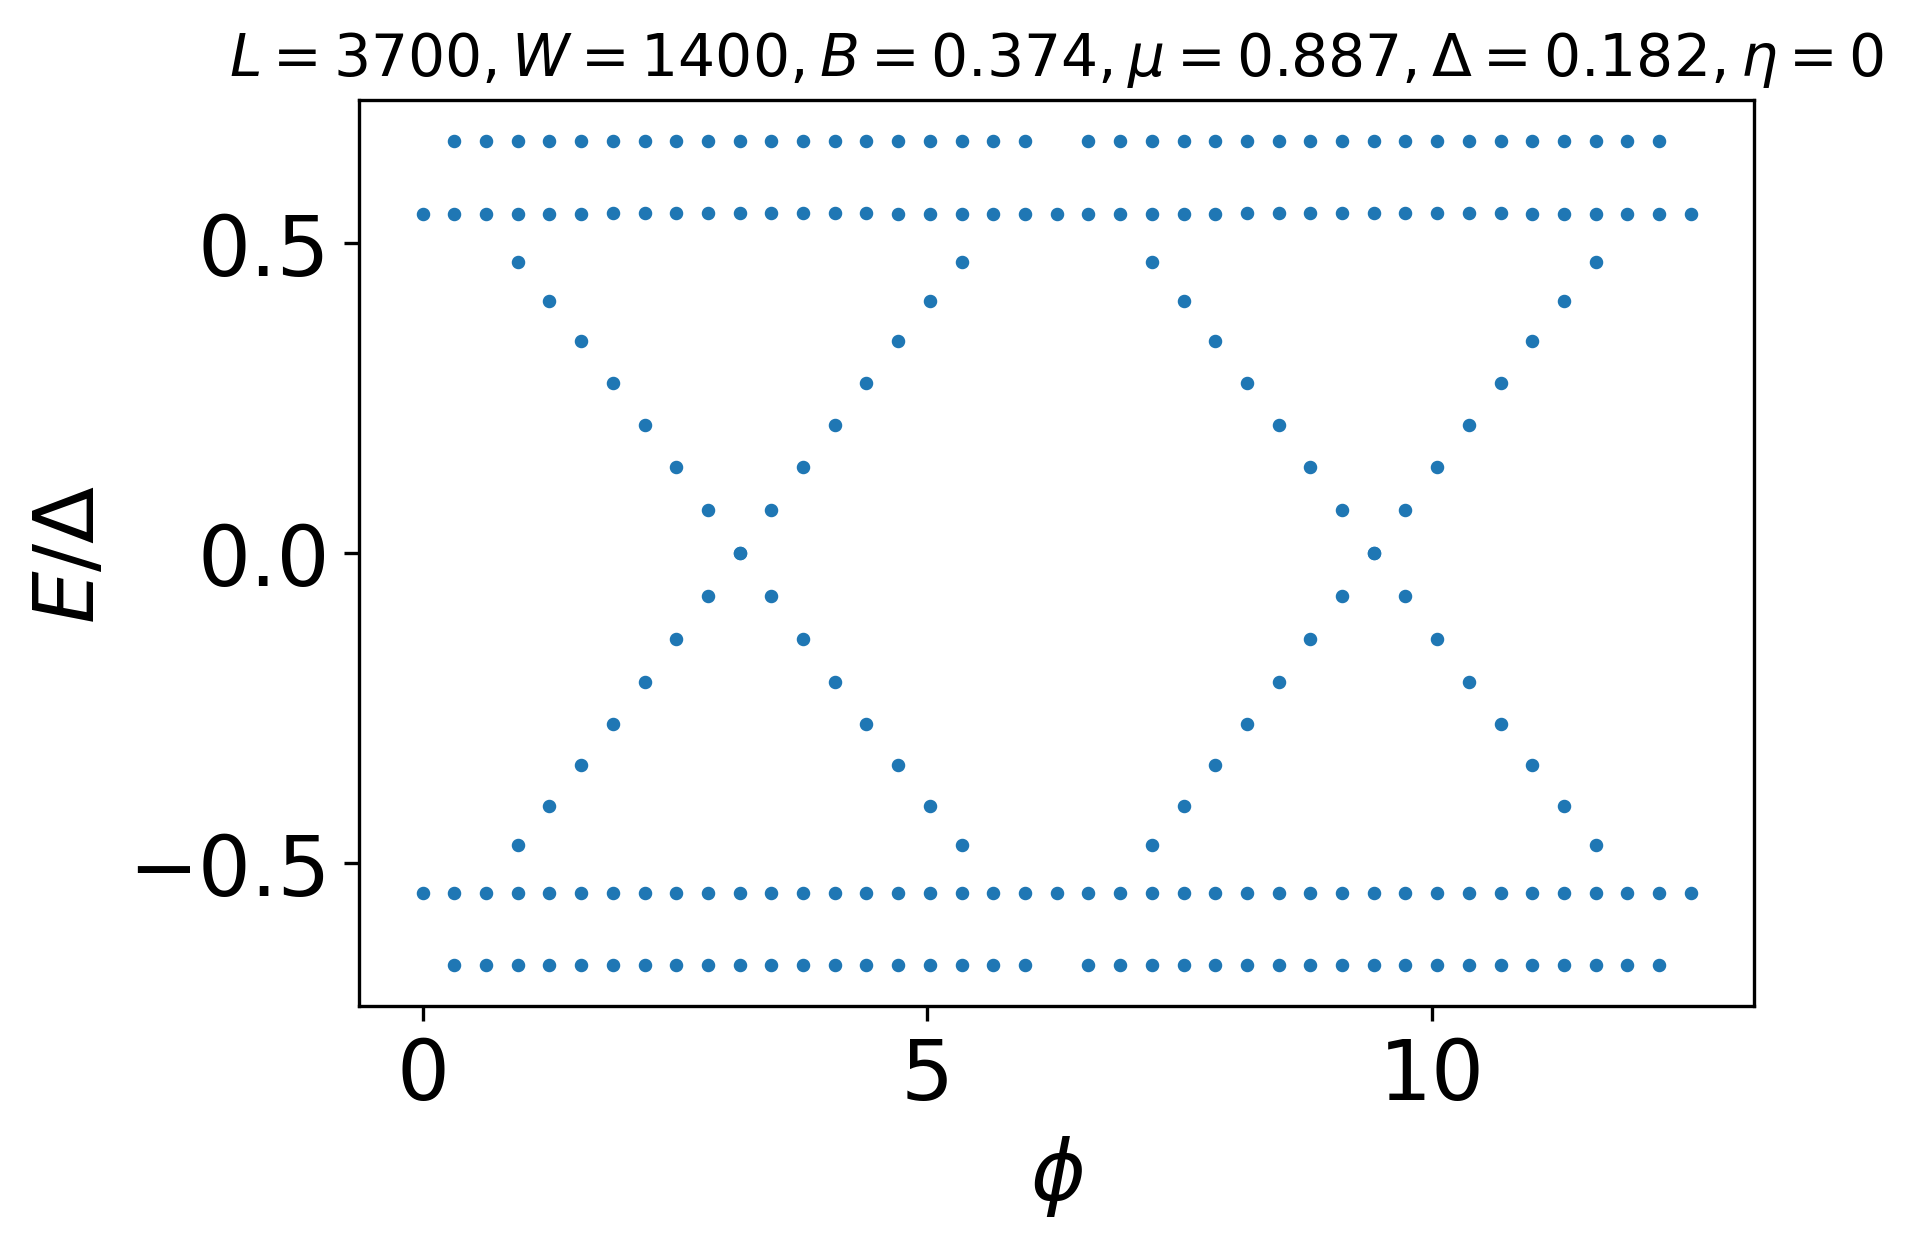 L = 3700, W = 1400, B = 0.374, μ = 0.887, Δ = 0.182, η = 0
0.5
0.0
−0.5
E/Δ
0 5 10
ϕ